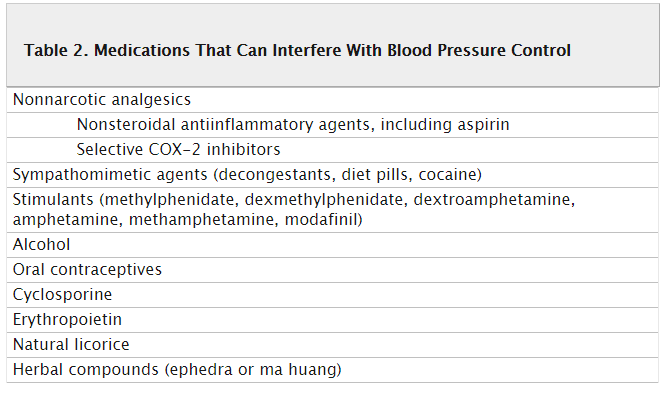 Table 2. Medications That Can Interfere With Blood Pressure Control
Nonnarcotic analgesics
Nonsteroidal antiinflammatory agents, including aspirin
Selective COX-2 inhibitors
Sympathomimetic agents (decongestants, diet pills, cocaine)
Stimulants (methylphenidate, dexmethylphenidate, dextroamphetamine,
amphetamine, methamphetamine, modafinil)
Alcohol
Oral contraceptives
Cyclosporine
Erythropoietin
Natural licorice
Herbal compounds (ephedra or ma huang)